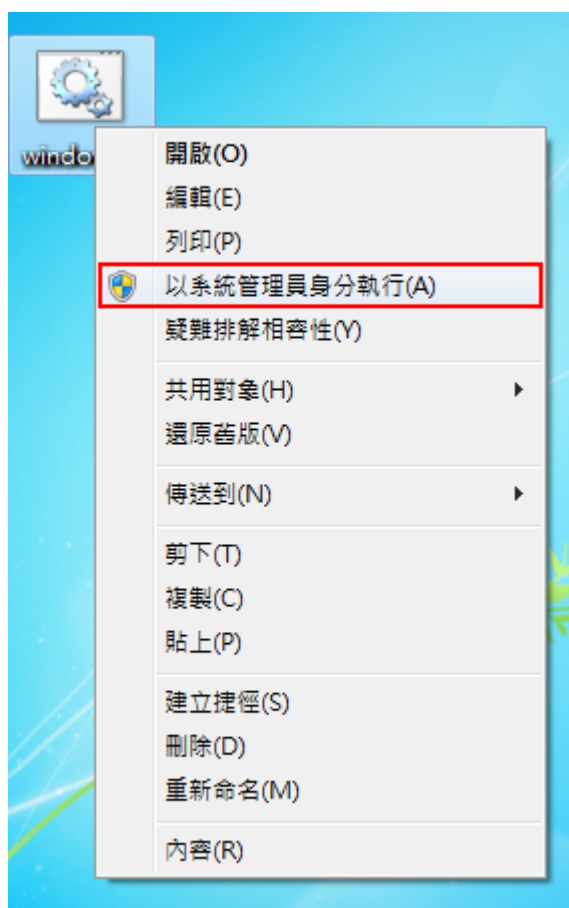 windo
開啟(O)
編輯(E)
列印(P)
以系統管理員身分執行(A)
疑難排解相容性(Y)
共用對象(H)
還原舊版(V)
傳送到(N)
剪下(T)
複製(C)
貼上(P)
建立捷徑(S)
刪除(D)
重新命名(M)
內容(R)